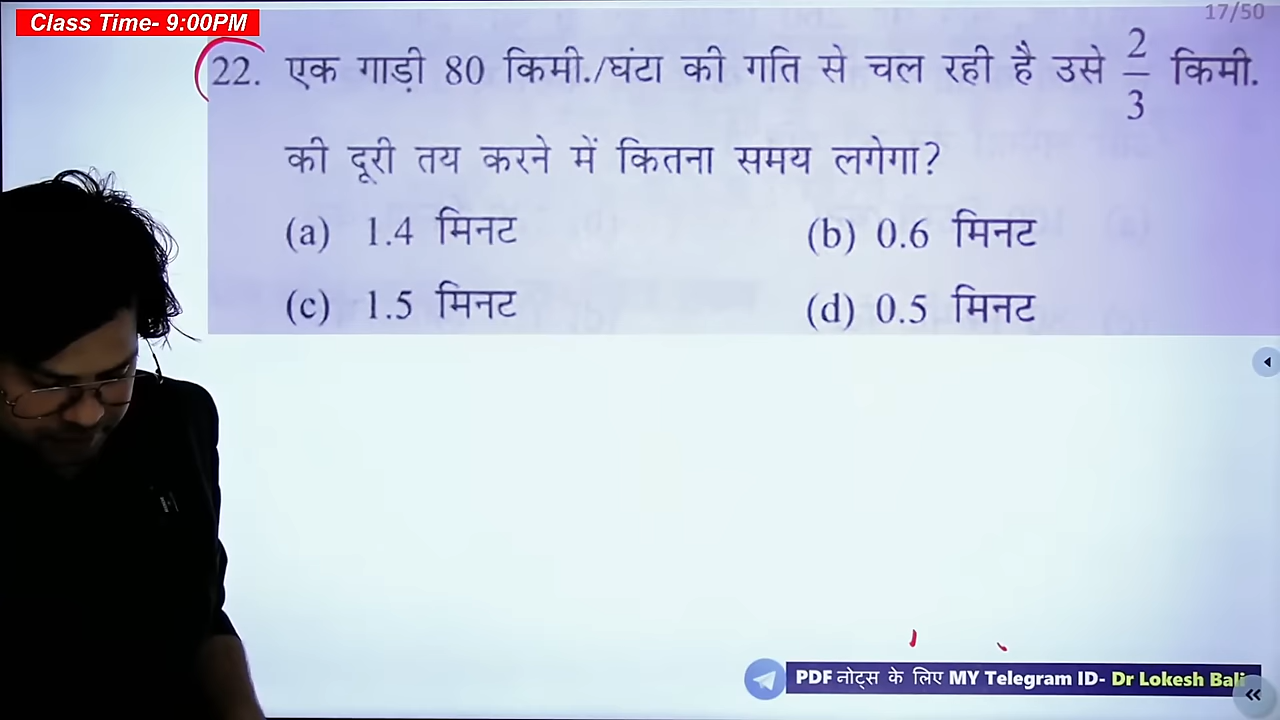 Class Time- 9:00PM
17/50
22. एक गाड़ी 80 किमी./घंटा की गति से चल रही है उसे 2/3 किमी.
की दूरी तय करने में कितना समय लगेगा?
(a) 1.4 मिनट (b) 0.6 मिनट
(c) 1.5 मिनट (d) 0.5 मिनट
PDF नोट्स के लिए MY Telegram ID- Dr Lokesh Bali